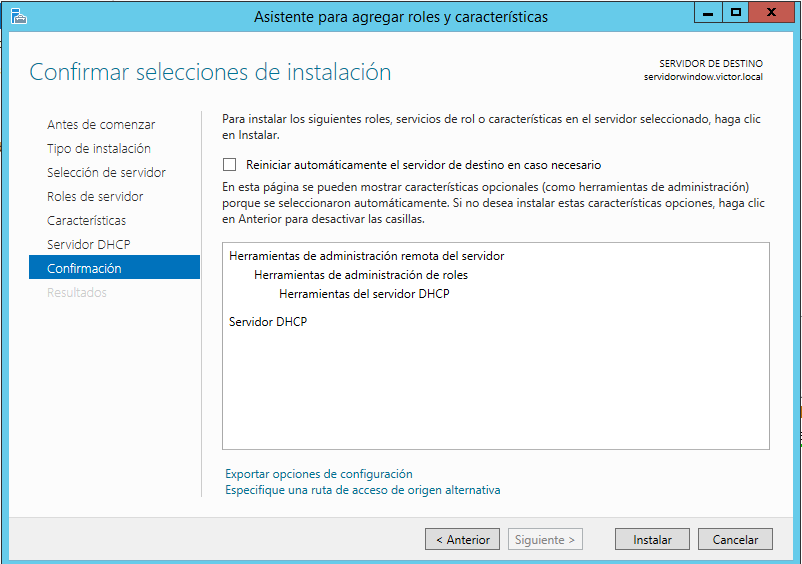 Asistente para agregar roles y características
Confirmar selecciones de instalación
SERVIDOR DE DESTINO
servidorwindow.victor.local
Antes de comenzar
Tipo de instalación
Selección de servidor
Roles de servidor
Características
Servidor DHCP
Confirmación
Resultados
Para instalar los siguientes roles, servicios de rol o características en el servidor seleccionado, haga clic
en Instalar.
Reiniciar automáticamente el servidor de destino en caso necesario
En esta página se pueden mostrar características opcionales (como herramientas de administración)
porque se seleccionaron automáticamente. Si no desea instalar estas características opciones, haga clic
en Anterior para desactivar las casillas.
Herramientas de administración remota del servidor
Herramientas de administración de roles
Herramientas del servidor DHCP
Servidor DHCP
Exportar opciones de configuración
Especifique una ruta de acceso de origen alternativa
< Anterior
Siguiente >
Instalar
Cancelar